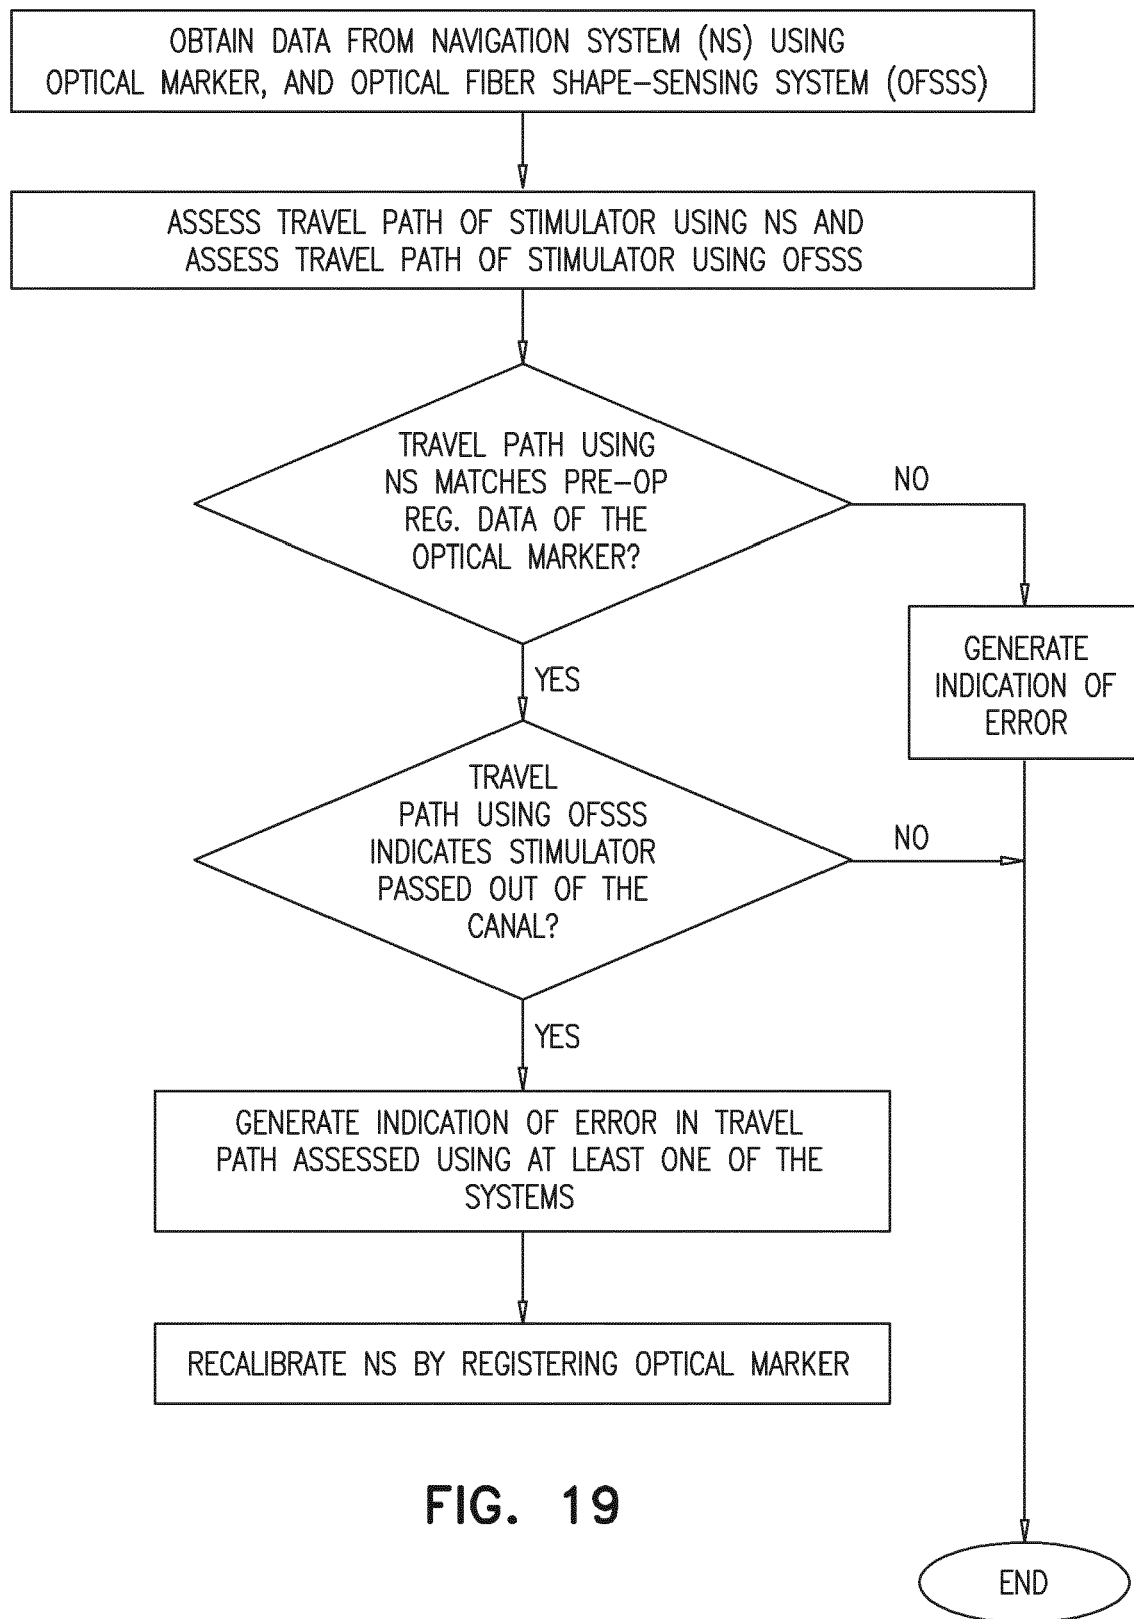 OBTAIN DATA FROM NAVIGATION SYSTEM (NS) USING
OPTICAL MARKER, AND OPTICAL FIBER SHAPE-SENSING SYSTEM (OFSSS)
ASSESS TRAVEL PATH OF STIMULATOR USING NS AND
ASSESS TRAVEL PATH OF STIMULATOR USING OFSSS
TRAVEL PATH USING
NS MATCHES PRE-OP
REG. DATA OF THE
OPTICAL MARKER?
NO
GENERATE
INDICATION OF
ERROR
YES
TRAVEL
PATH USING OFSSS
INDICATES STIMULATOR
PASSED OUT OF THE
CANAL?
NO
YES
GENERATE INDICATION OF ERROR IN TRAVEL
PATH ASSESSED USING AT LEAST ONE OF THE
SYSTEMS
RECALIBRATE NS BY REGISTERING OPTICAL MARKER
FIG. 19
END